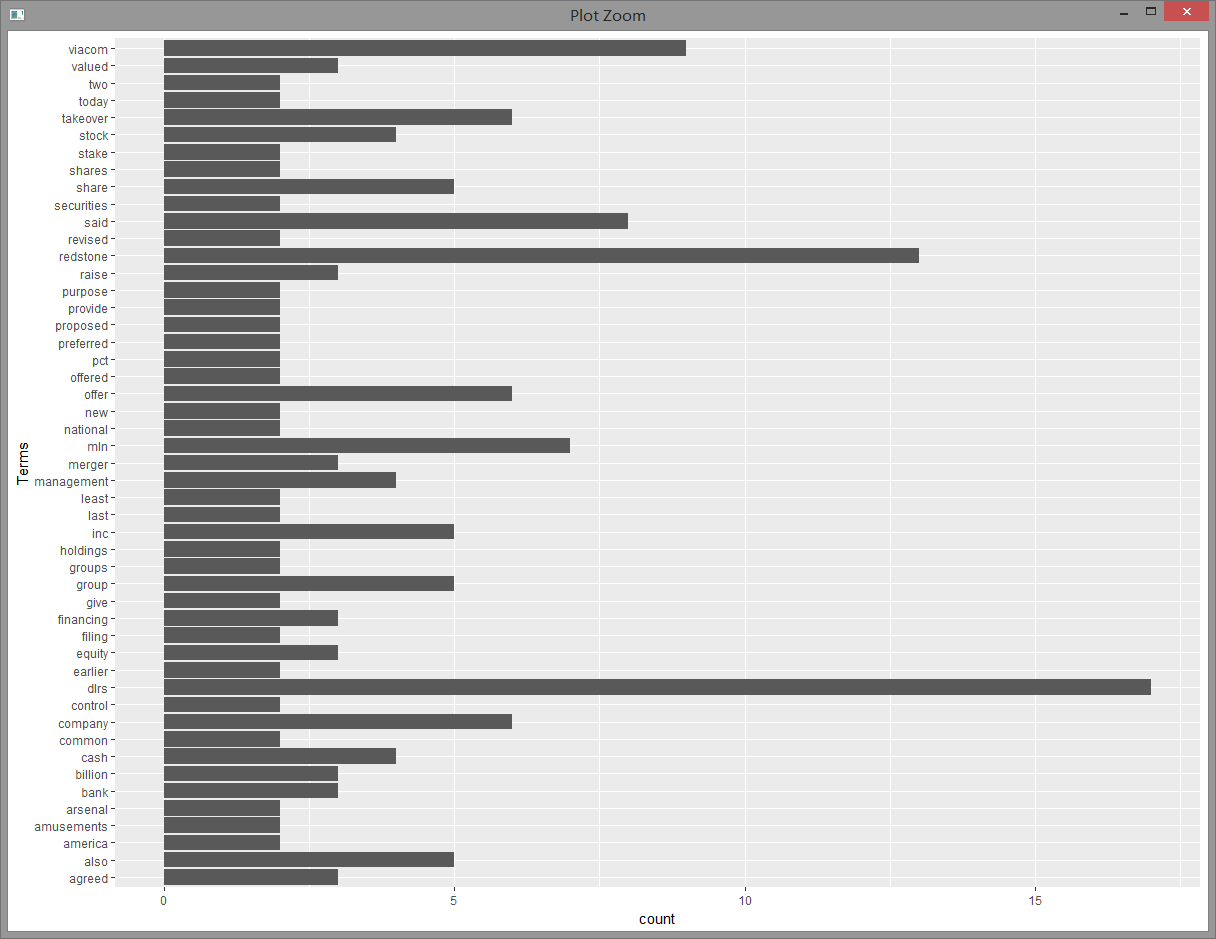 Plot Zoom
viacom
valued
two
today
takeover
stock
stake
shares
share
securities
said
revised
redstone
raise
purpose
provide
proposed
preferred
pct
offered
offer
new
national
mln
merger
Terms
management
least
last
inc
holdings
groups
group
give
financing
filing
equity
earlier
dlrs
control
company
common
cash
billion
bank
arsenal
amusements
america
also
agreed
0 5 10 15
count